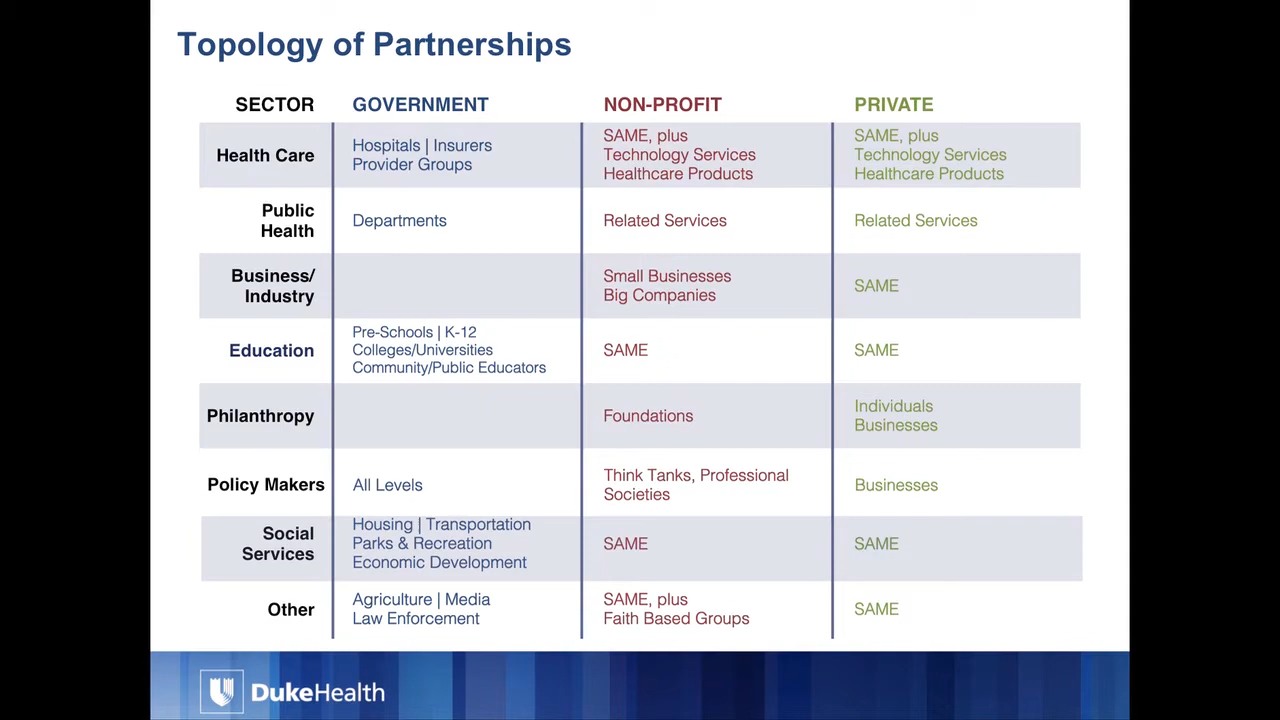 Topology of Partnerships
SECTOR GOVERNMENT NON-PROFIT PRIVATE
Health Care
Hospitals | Insurers
Provider Groups
SAME, plus
Technology Services
Healthcare Products
SAME, plus
Technology Services
Healthcare Products
Public
Health
Departments
Related Services
Related Services
Business/
Industry
Small Businesses
Big Companies
SAME
Education
Pre-Schools | K-12
Colleges/Universities
Community/Public Educators
SAME
SAME
Philanthropy
Foundations
Individuals
Businesses
Policy Makers
All Levels
Think Tanks, Professional
Societies
Businesses
Social
Services
Housing | Transportation
Parks & Recreation
Economic Development
SAME
SAME
Other
Agriculture | Media
Law Enforcement
SAME, plus
Faith Based Groups
SAME
DukeHealth